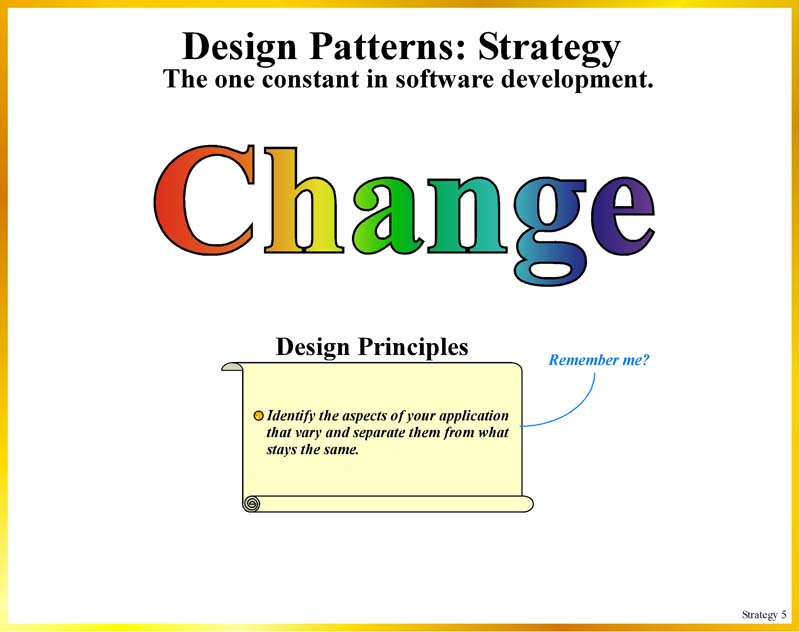 Design Patterns: Strategy
The one constant in software development.
Change
Design Principles
Remember me?
Identify the aspects of your application
that vary and separate them from what
stays the same.
Strategy 5